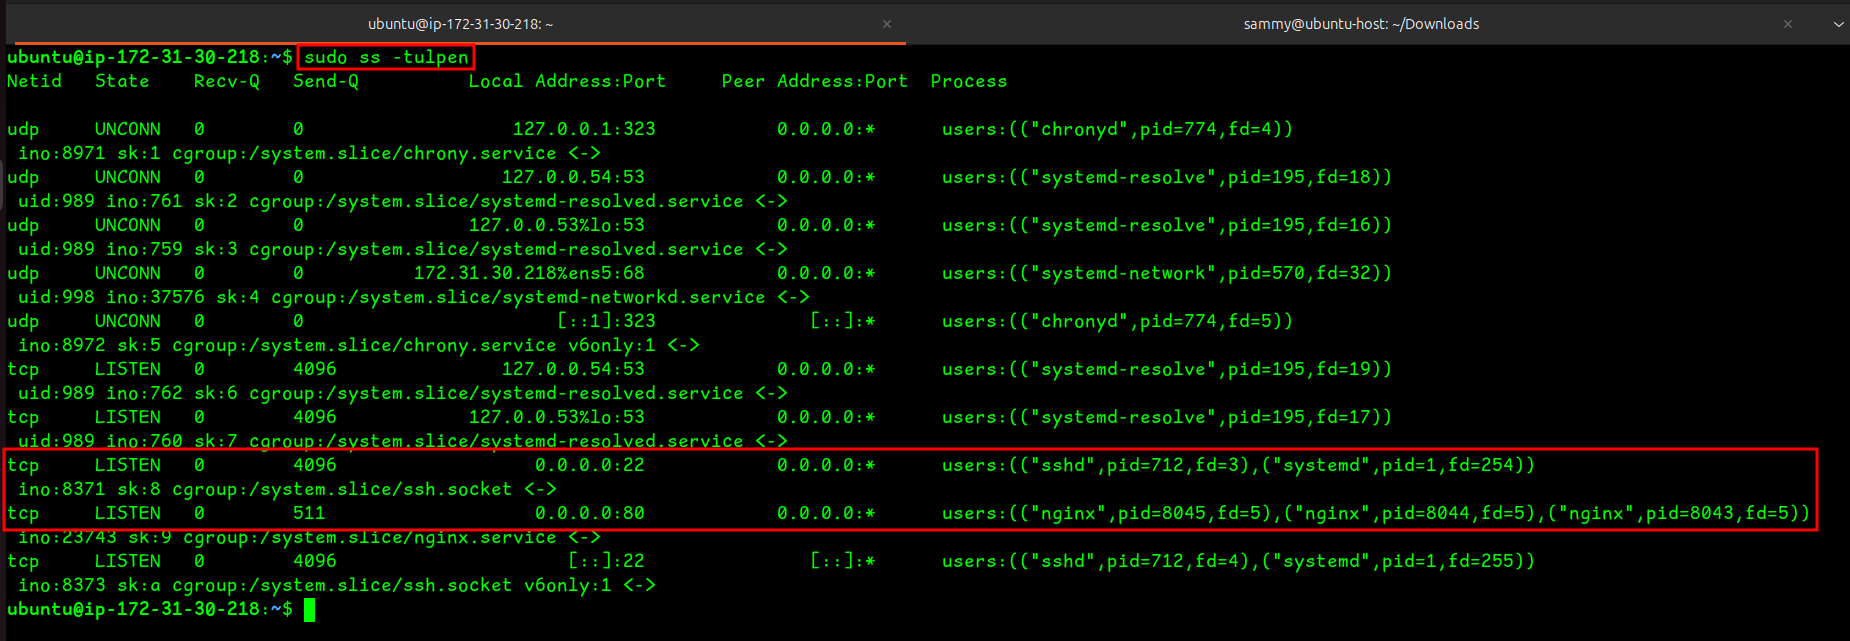 ubuntu@ip-172-31-30-218: ~ × sammy@ubuntu-host: ~/Downloads ×
ubuntu@ip-172-31-30-218:~$ sudo ss -tulpen
Netid State Recv-Q Send-Q Local Address:Port Peer Address:Port Process
udp UNCONN 0 0 127.0.0.1:323 0.0.0.0:* users:(("chronyd",pid=774,fd=4))
ino:8971 sk:1 cgroup:/system.slice/chrony.service <->
udp UNCONN 0 0 127.0.0.54:53 0.0.0.0:* users:(("systemd-resolve",pid=195,fd=18))
uid:989 ino:761 sk:2 cgroup:/system.slice/systemd-resolved.service <->
udp UNCONN 0 0 127.0.0.53%lo:53 0.0.0.0:* users:(("systemd-resolve",pid=195,fd=16))
uid:989 ino:759 sk:3 cgroup:/system.slice/systemd-resolved.service <->
udp UNCONN 0 0 172.31.30.218%ens5:68 0.0.0.0:* users:(("systemd-network",pid=570,fd=32))
uid:998 ino:37576 sk:4 cgroup:/system.slice/systemd-networkd.service <->
udp UNCONN 0 0 [::1]:323 [::]:* users:(("chronyd",pid=774,fd=5))
ino:8972 sk:5 cgroup:/system.slice/chrony.service v6only:1 <->
tcp LISTEN 0 4096 127.0.0.54:53 0.0.0.0:* users:(("systemd-resolve",pid=195,fd=19))
uid:989 ino:762 sk:6 cgroup:/system.slice/systemd-resolved.service <->
tcp LISTEN 0 4096 127.0.0.53%lo:53 0.0.0.0:* users:(("systemd-resolve",pid=195,fd=17))
uid:989 ino:760 sk:7 cgroup:/system.slice/systemd-resolved.service <->
tcp LISTEN 0 4096 0.0.0.0:22 0.0.0.0:* users:(("sshd",pid=712,fd=3),("systemd",pid=1,fd=254))
ino:8371 sk:8 cgroup:/system.slice/ssh.socket <->
tcp LISTEN 0 511 0.0.0.0:80 0.0.0.0:* users:(("nginx",pid=8045,fd=5),("nginx",pid=8044,fd=5),("nginx",pid=8043,fd=5))
ino:23743 sk:9 cgroup:/system.slice/nginx.service <->
tcp LISTEN 0 4096 [::]:22 [::]:* users:(("sshd",pid=712,fd=4),("systemd",pid=1,fd=255))
ino:8373 sk:a cgroup:/system.slice/ssh.socket v6only:1 <->
ubuntu@ip-172-31-30-218:~$